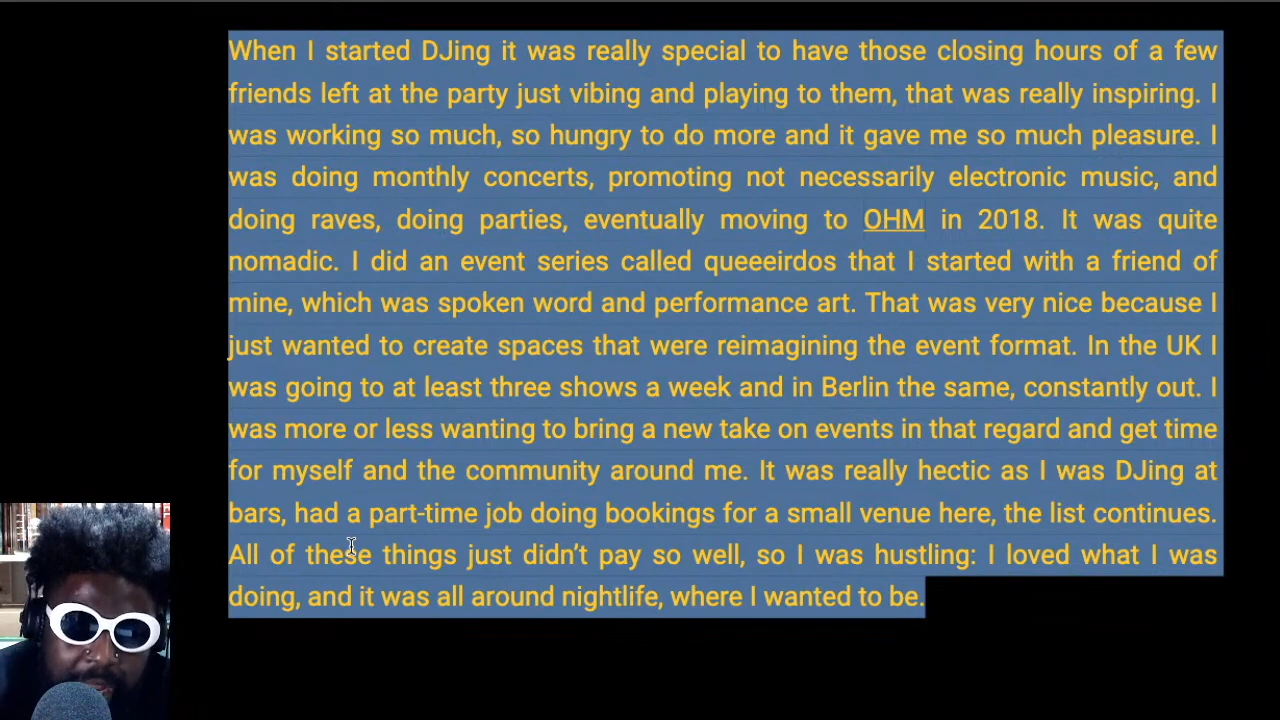 When I started DJing it was really special to have those closing hours of a few
friends left at the party just vibing and playing to them, that was really inspiring. I
was working so much, so hungry to do more and it gave me so much pleasure. I
was doing monthly concerts, promoting not necessarily electronic music, and
doing raves, doing parties, eventually moving to OHM in 2018. It was quite
nomadic. I did an event series called queeeirdos that I started with a friend of
mine, which was spoken word and performance art. That was very nice because I
just wanted to create spaces that were reimagining the event format. In the UK I
was going to at least three shows a week and in Berlin the same, constantly out. I
was more or less wanting to bring a new take on events in that regard and get time
for myself and the community around me. It was really hectic as I was DJing at
bars, had a part-time job doing bookings for a small venue here, the list continues.
All of these things just didn’t pay so well, so I was hustling: I loved what I was
doing, and it was all around nightlife, where I wanted to be.